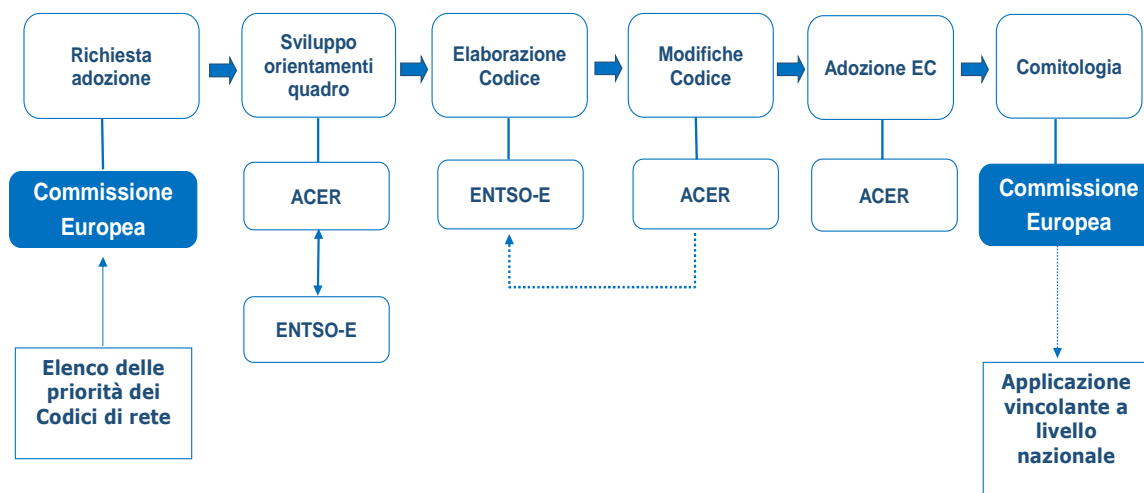 Richiesta
adozione
Sviluppo
orientamenti
quadro
Elaborazione
Codice
Modifiche
Codice
Adozione EC
Comitologia
Commissione
Europea
ACER
ENTSO-E
ACER
ACER
Commissione
Europea
ENTSO-E
Elenco delle
priorità dei
Codici di rete
Applicazione
vincolante a
livello
nazionale